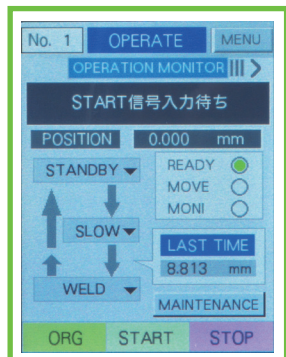 No. 1 OPERATE MENU
OPERATION MONITOR
START信号入力待ち
POSITION 0.000 mm
STANDBY
READY
MOVE
MONI
SLOW
LAST TIME
8.813 mm
WELD
MAINTENANCE
ORG START STOP